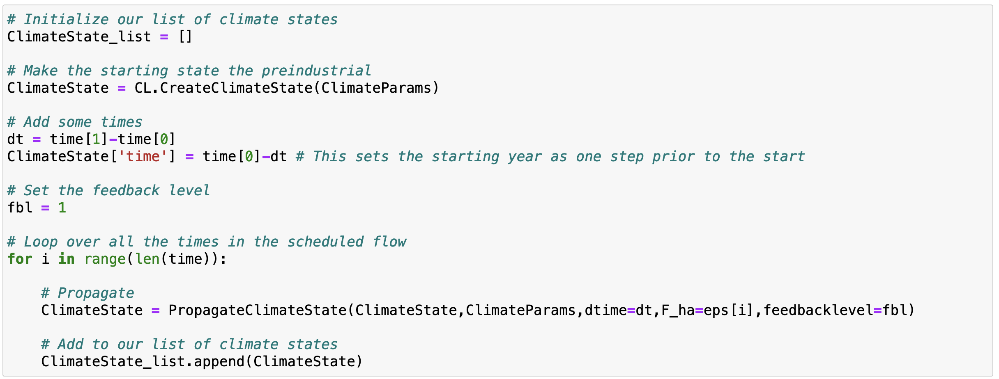 # Initialize our list of climate states
ClimateState_list = []
# Make the starting state the preindustrial
ClimateState = CL.CreateClimateState(ClimateParams)
# Add some times
dt = time[1]-time[0]
ClimateState['time'] = time[0]-dt # This sets the starting year as one step prior to the start
# Set the feedback level
fbl = 1
# Loop over all the times in the scheduled flow
for i in range(len(time)):
    # Propagate
    ClimateState = PropagateClimateState(ClimateState,ClimateParams,dtime=dt,F_ha=eps[i],feedbacklevel=fbl)
    # Add to our list of climate states
    ClimateState_list.append(ClimateState)